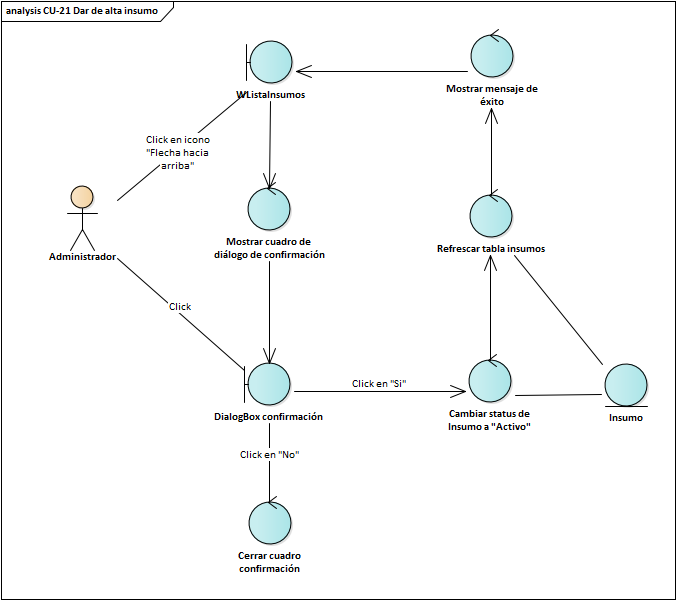 analysis CU-21 Dar de alta insumo
WListaInsumos
Mostrar mensaje de
éxito
Click en icono
"Flecha hacia
arriba"
Administrador
Mostrar cuadro de
diálogo de confirmación
Refrescar tabla insumos
Click
Click en "Si"
DialogBox confirmación
Cambiar status de
Insumo a "Activo"
Insumo
Click en "No"
Cerrar cuadro
confirmación